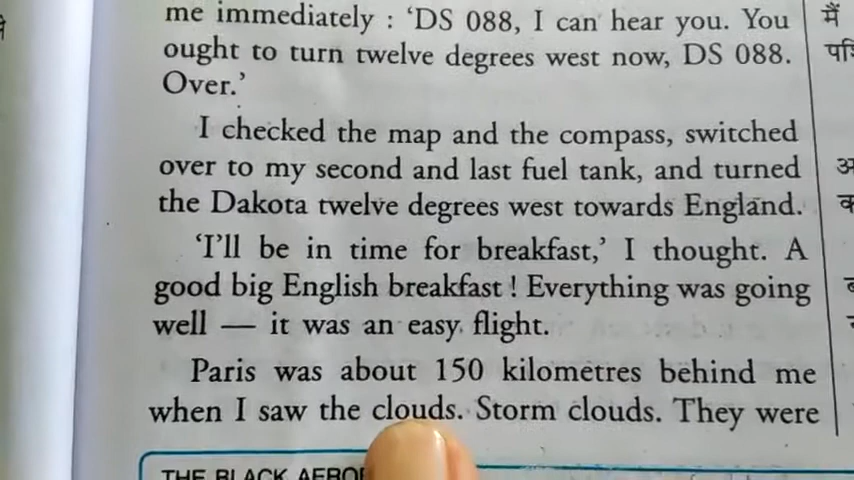 me immediately : ‘DS 088, I can hear you. You
ought to turn twelve degrees west now, DS 088.
Over.’
I checked the map and the compass, switched
over to my second and last fuel tank, and turned
the Dakota twelve degrees west towards England.
‘I’ll be in time for breakfast,’ I thought. A
good big English breakfast ! Everything was going
well — it was an easy flight.
Paris was about 150 kilometres behind me
when I saw the clouds. Storm clouds. They were
THE BLACK